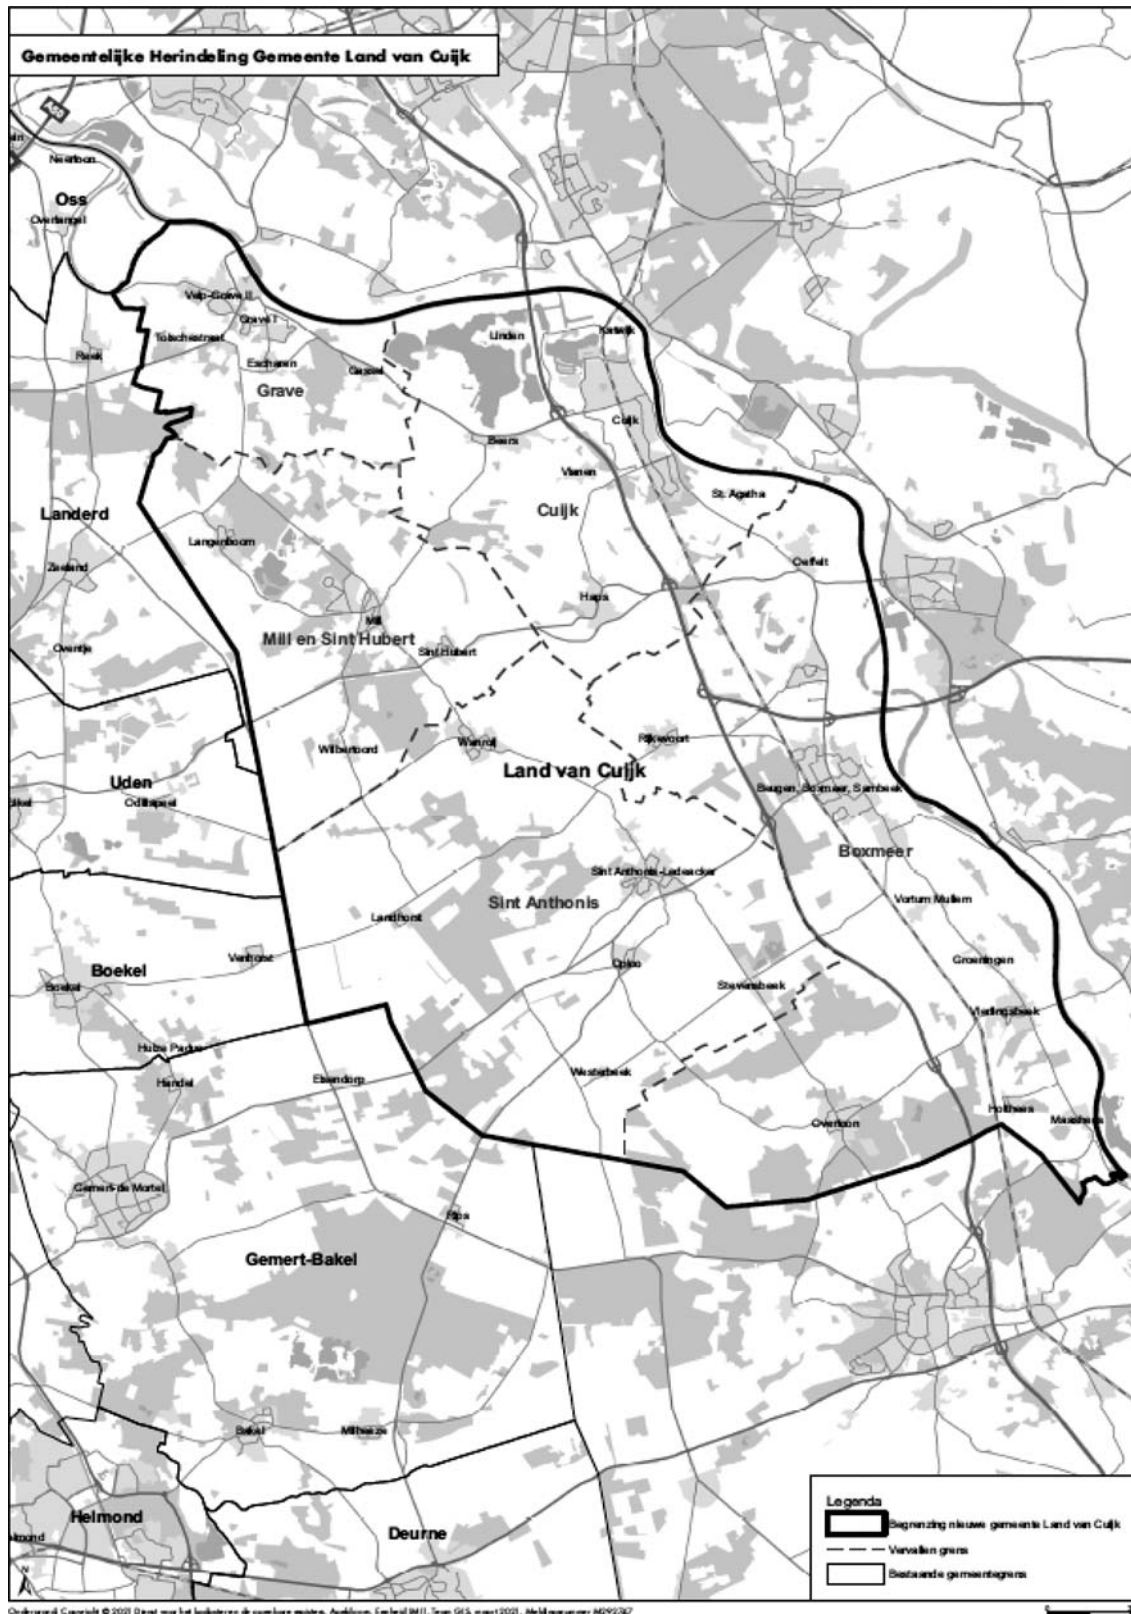 Gemeentelijke Herindeling Gemeente Land van Cuijk
A50
Neerloon
Oss
Overlangel
Velp-Grave II
Grave I
Totschestraat
Escharen
Gassel
Grave
Reek
Linden
Katwijk
Cuijk
Beers
Vianen
St. Agatha
Cuijk
Landerd
Langenboom
Zeeland
Oeffelt
Haps
Mill
Mill en Sint Hubert
Sint Hubert
Oventje
Wilbertoord
Wanroij
Rijkevoort
Land van Cuijk
Uden
Odiliapeel
Beugen, Boxmeer, Sambeek
Boxmeer
Sint Anthonis-Ledeacker
Sint Anthonis
Vortum Mullem
Landhorst
Venhorst
Oploo
Groeningen
Boekel
Boekel
Stevensbeek
Vierlingsbeek
Huize Padua
Handel
Elsendorp
Westerbeek
Holthees
Maashees
Overloon
Gemert-de Mortel
Rips
Gemert-Bakel
Bakel
Milheeze
Helmond
Deurne
Legenda
Begrenzing nieuwe gemeente Land van Cuijk
Vervallen grens
Bestaande gemeentegrens
N